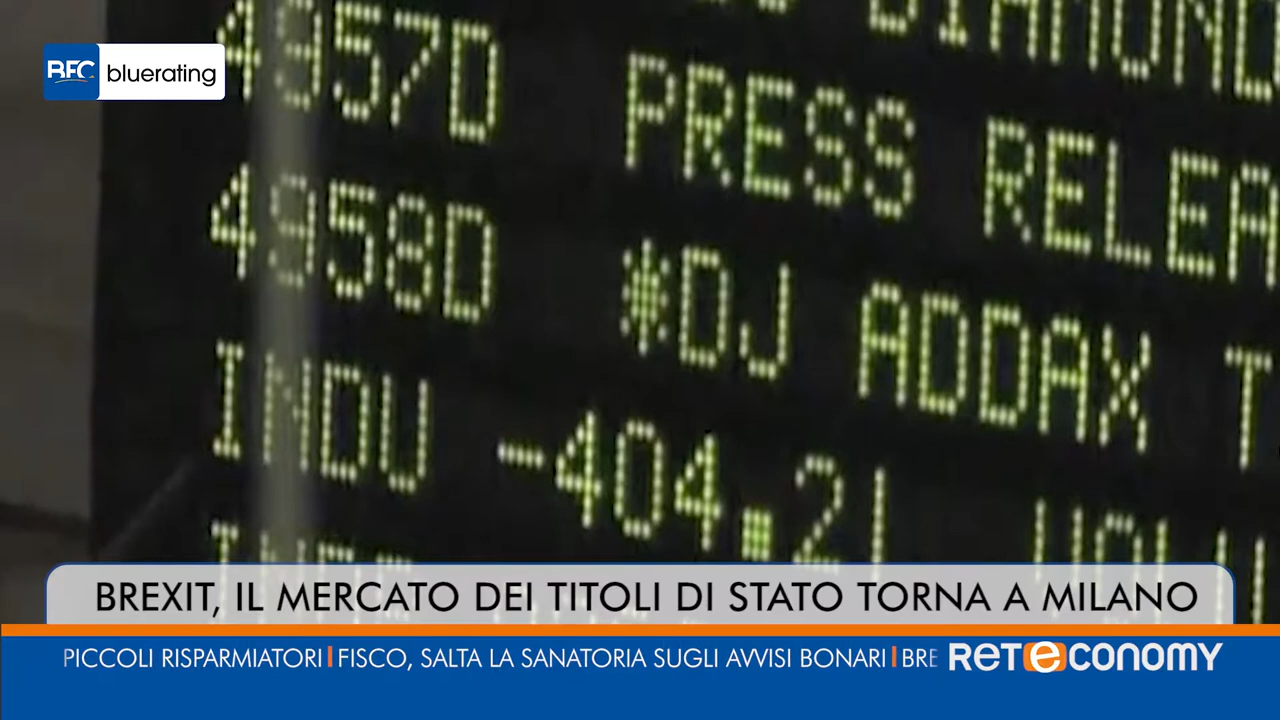 DIAMOND
4957D PRESS RELEA
BFC bluerating
4958D *DJ ADDAX T
INDU -404.21
BREXIT, IL MERCATO DEI TITOLI DI STATO TORNA A MILANO
PICCOLI RISPARMIATORI|FISCO, SALTA LA SANATORIA SUGLI AVVISI BONARI|BRE
RETeCONOMY